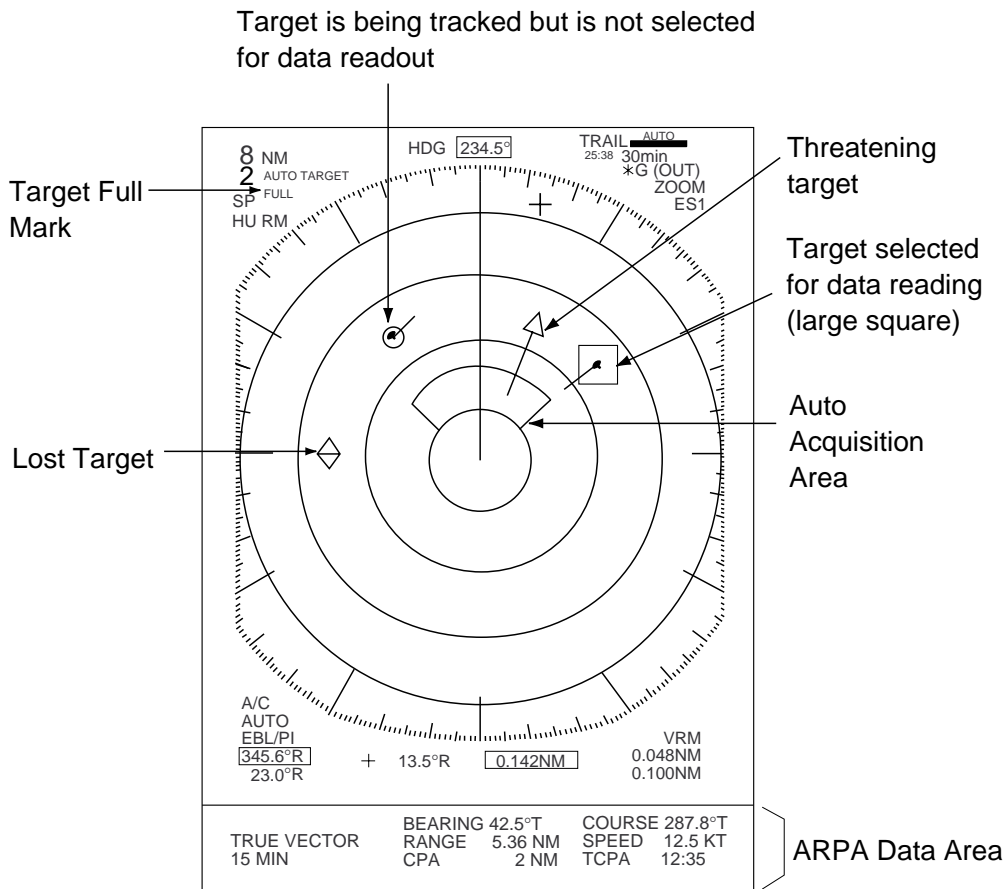 Target is being tracked but is not selected
for data readout
Target Full
Mark
8 NM
2 AUTO TARGET
FULL
SP
HU RM
HDG 234.5°
TRAIL AUTO
25:38 30min
✳G (OUT)
ZOOM
ES1
Threatening
target
Target selected
for data reading
(large square)
Auto
Acquisition
Area
Lost Target
A/C
AUTO
EBL/PI
345.6°R
23.0°R
+ 13.5°R
0.142NM
VRM
0.048NM
0.100NM
TRUE VECTOR
15 MIN
BEARING 42.5°T
RANGE 5.36 NM
CPA 2 NM
COURSE 287.8°T
SPEED 12.5 KT
TCPA 12:35
ARPA Data Area